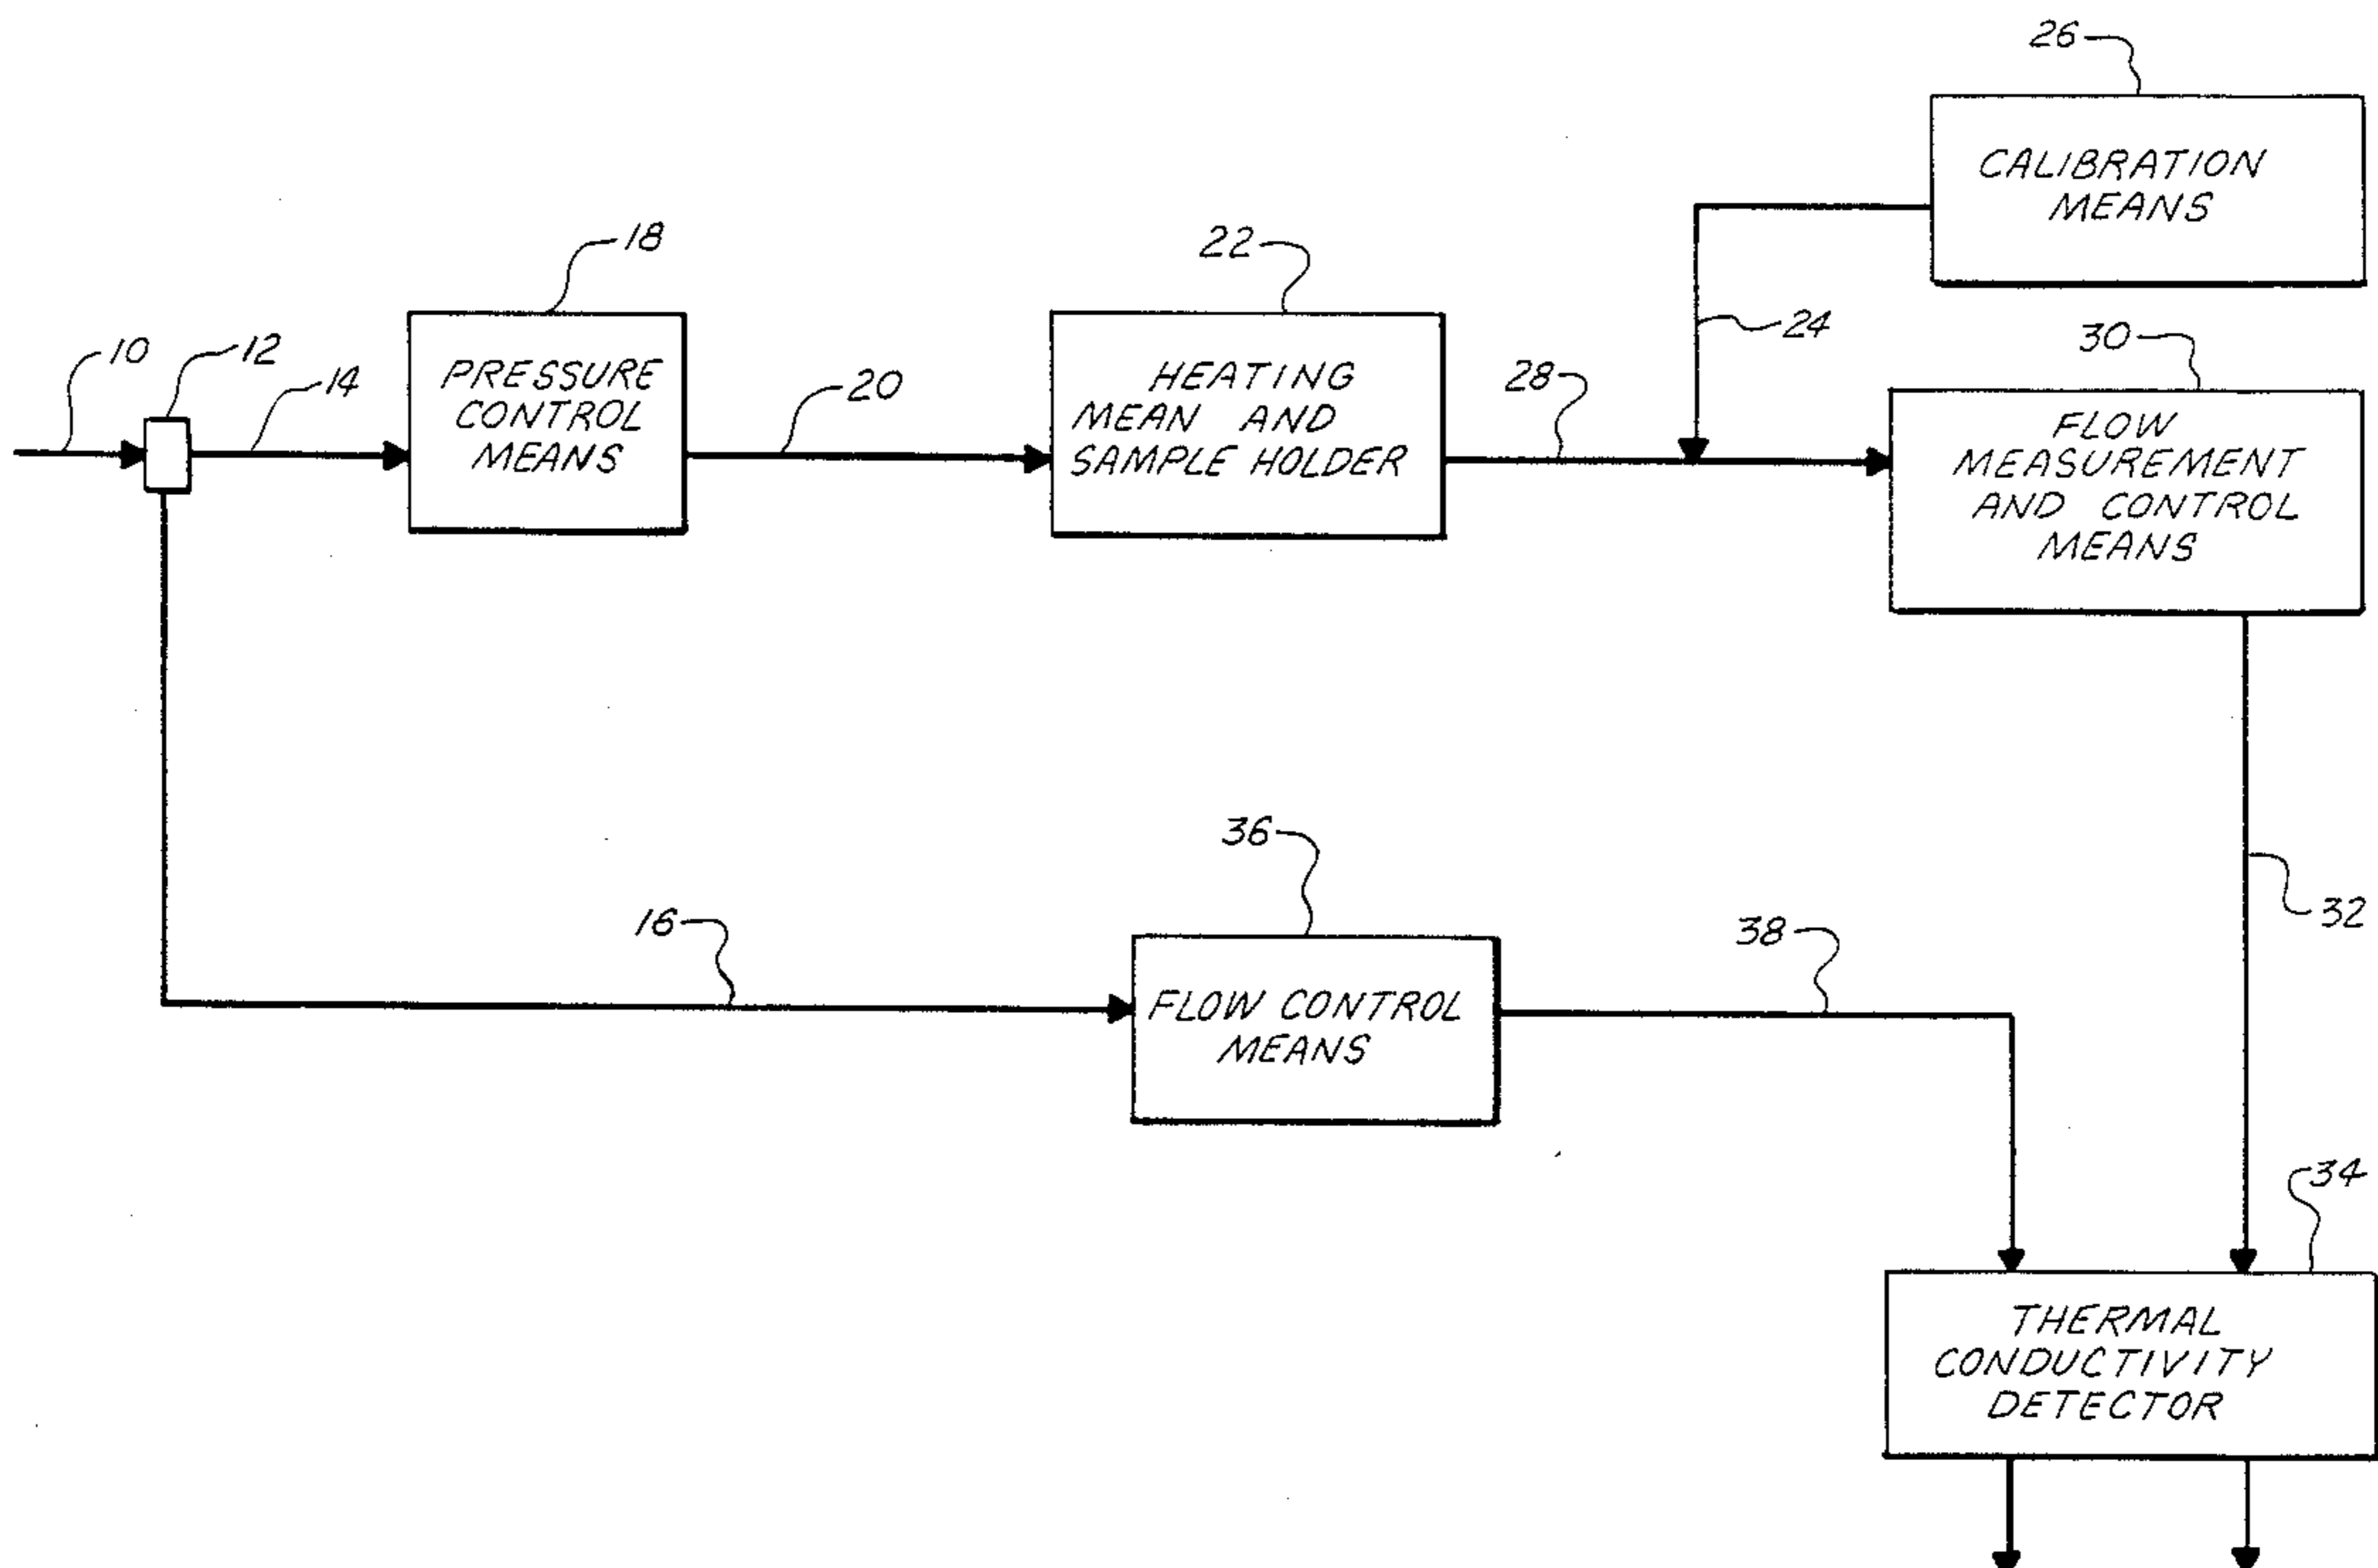 26
CALIBRATION
MEANS
18
22
24
30
10
12
14
PRESSURE
CONTROL
MEANS
20
HEATING
MEAN AND
SAMPLE HOLDER
28
FLOW
MEASUREMENT
AND CONTROL
MEANS
36
32
16
38
FLOW CONTROL
MEANS
34
THERMAL
CONDUCTIVITY
DETECTOR